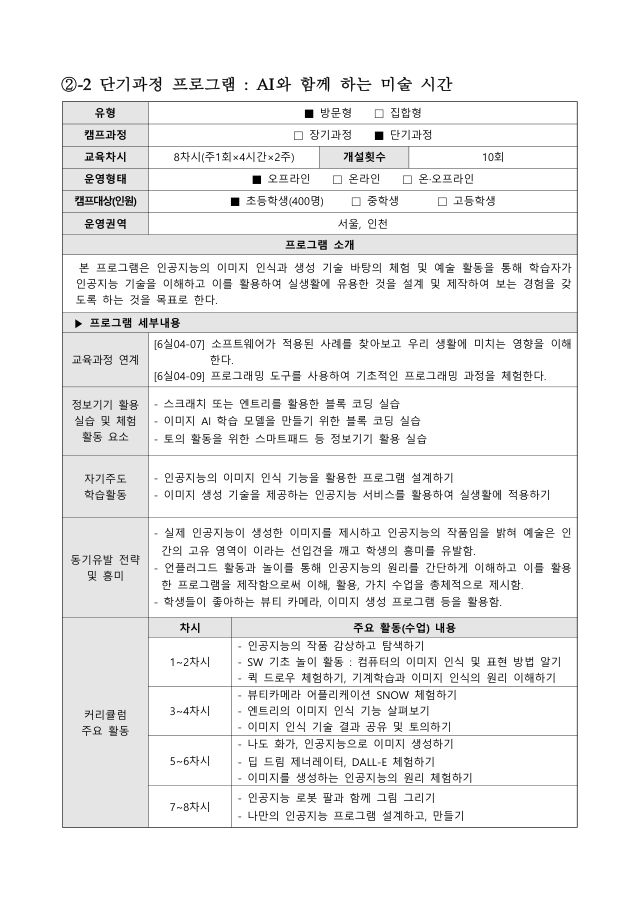 ②-2 단기과정 프로그램 : AI와 함께 하는 미술 시간
유형 ■ 방문형 □ 집합형
캠프과정 □ 장기과정 ■ 단기과정
교육차시 8차시(주1회×4시간×2주) 개설횟수 10회
운영형태 ■ 오프라인 □ 온라인 □ 온·오프라인
캠프대상(인원) ■ 초등학생(400명) □ 중학생 □ 고등학생
운영권역 서울, 인천
프로그램 소개
본 프로그램은 인공지능의 이미지 인식과 생성 기술 바탕의 체험 및 예술 활동을 통해 학습자가
인공지능 기술을 이해하고 이를 활용하여 실생활에 유용한 것을 설계 및 제작하여 보는 경험을 갖
도록 하는 것을 목표로 한다.
▶ 프로그램 세부내용
교육과정 연계
[6실04-07] 소프트웨어가 적용된 사례를 찾아보고 우리 생활에 미치는 영향을 이해
한다.
[6실04-09] 프로그래밍 도구를 사용하여 기초적인 프로그래밍 과정을 체험한다.
정보기기 활용
실습 및 체험
활동 요소
- 스크래치 또는 엔트리를 활용한 블록 코딩 실습
- 이미지 AI 학습 모델을 만들기 위한 블록 코딩 실습
- 토의 활동을 위한 스마트패드 등 정보기기 활용 실습
자기주도
학습활동
- 인공지능의 이미지 인식 기능을 활용한 프로그램 설계하기
- 이미지 생성 기술을 제공하는 인공지능 서비스를 활용하여 실생활에 적용하기
동기유발 전략
및 흥미
- 실제 인공지능이 생성한 이미지를 제시하고 인공지능의 작품임을 밝혀 예술은 인
간의 고유 영역이 이라는 선입견을 깨고 학생의 흥미를 유발함.
- 언플러그드 활동과 놀이를 통해 인공지능의 원리를 간단하게 이해하고 이를 활용
한 프로그램을 제작함으로써 이해, 활용, 가치 수업을 총체적으로 제시함.
- 학생들이 좋아하는 뷰티 카메라, 이미지 생성 프로그램 등을 활용함.
커리큘럼
주요 활동
차시 주요 활동(수업) 내용
1~2차시
- 인공지능의 작품 감상하고 탐색하기
- SW 기초 놀이 활동 : 컴퓨터의 이미지 인식 및 표현 방법 알기
- 퀵 드로우 체험하기, 기계학습과 이미지 인식의 원리 이해하기
3~4차시
- 뷰티카메라 어플리케이션 SNOW 체험하기
- 엔트리의 이미지 인식 기능 살펴보기
- 이미지 인식 기술 결과 공유 및 토의하기
5~6차시
- 나도 화가, 인공지능으로 이미지 생성하기
- 딥 드림 제너레이터, DALL-E 체험하기
- 이미지를 생성하는 인공지능의 원리 체험하기
7~8차시
- 인공지능 로봇 팔과 함께 그림 그리기
- 나만의 인공지능 프로그램 설계하고, 만들기